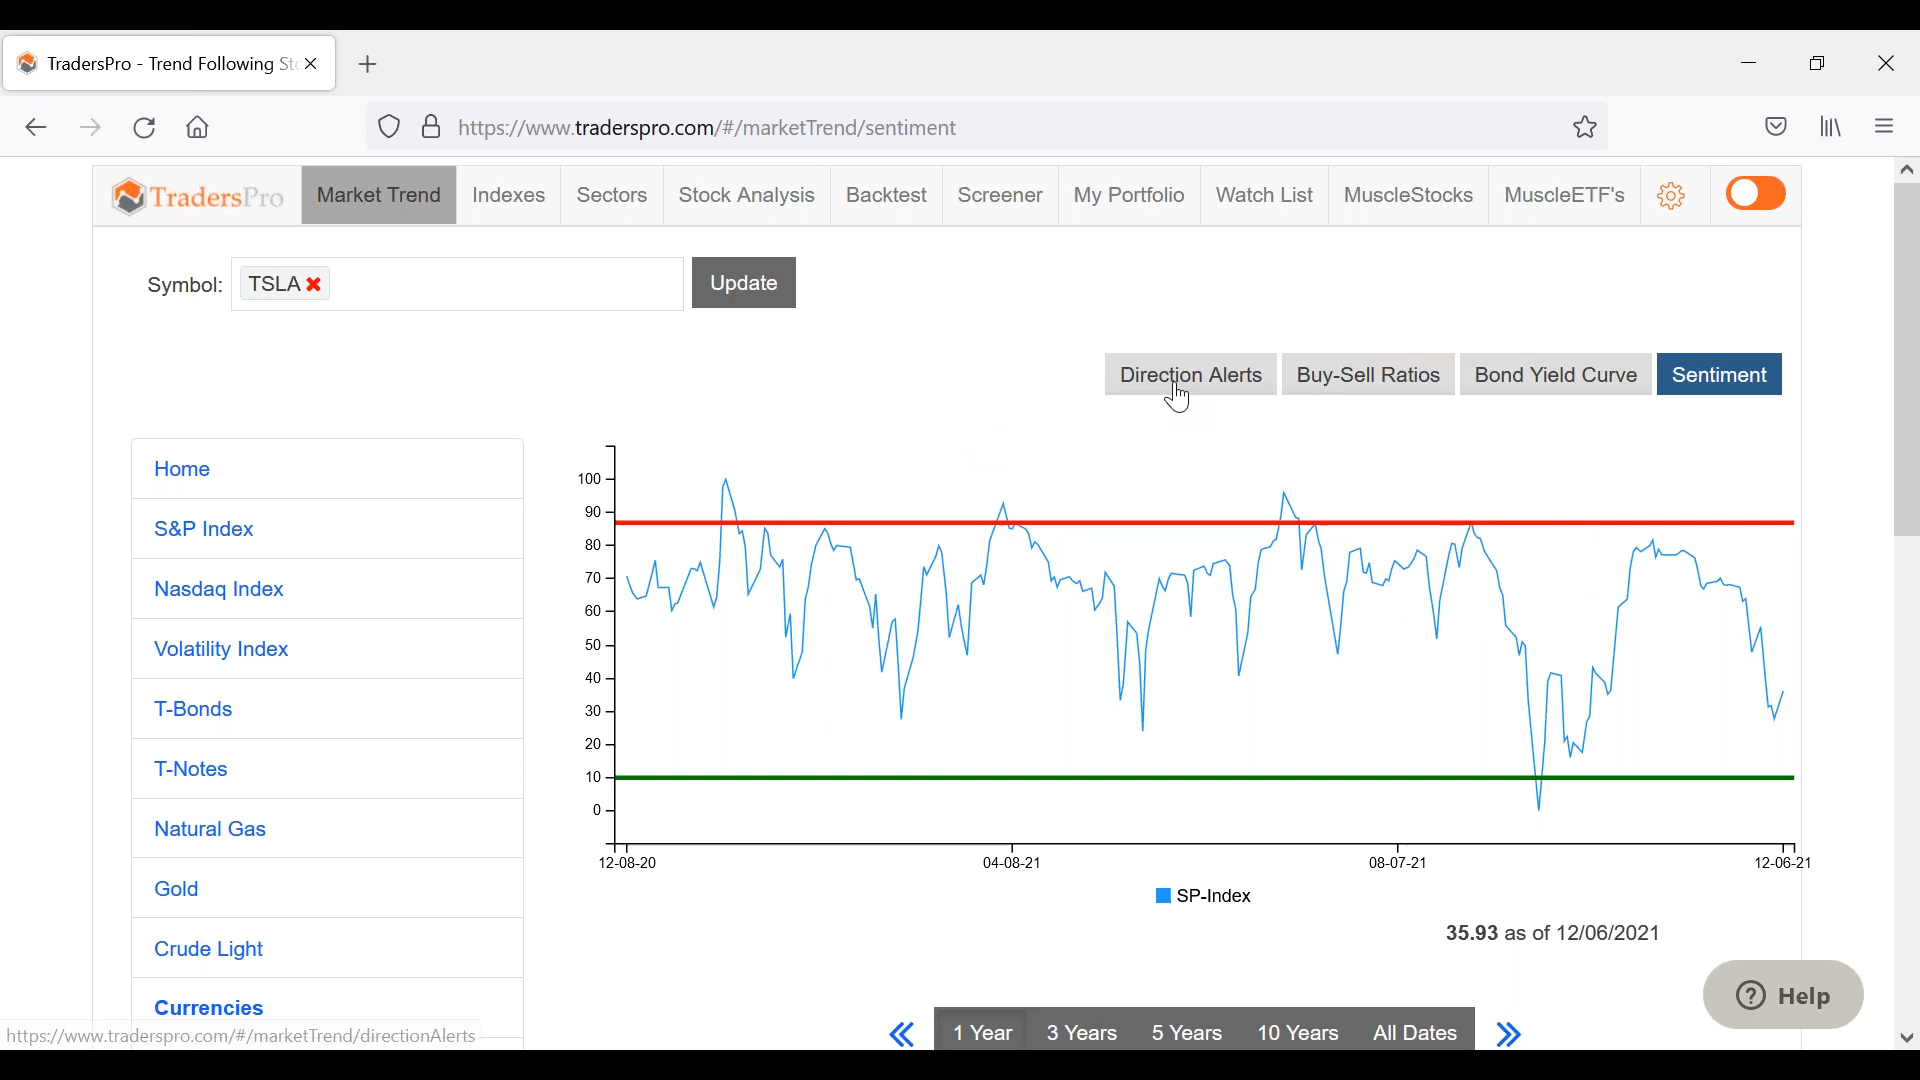 TradersPro - Trend Following Sto
https://www.traderspro.com/#/marketTrend/sentiment
TradersPro Market Trend Indexes Sectors Stock Analysis Backtest Screener My Portfolio Watch List MuscleStocks MuscleETF's
Symbol: TSLA Update
Direction Alerts Buy-Sell Ratios Bond Yield Curve Sentiment
Home
S&P Index
Nasdaq Index
Volatility Index
T-Bonds
T-Notes
Natural Gas
Gold
Crude Light
Currencies
100
90
80
70
60
50
40
30
20
10
0
12-08-20 04-08-21 08-07-21 12-06-21
SP-Index
35.93 as of 12/06/2021
Help
1 Year 3 Years 5 Years 10 Years All Dates
https://www.traderspro.com/#/marketTrend/directionAlerts